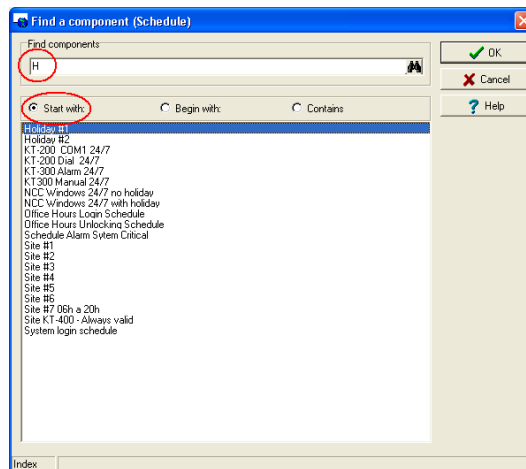 Find a component (Schedule)
Find components
H
OK
Cancel
Help
Start with:
Begin with:
Contains
Holiday #1
Holiday #2
KT-200 COM1 24/7
KT-200 Dial 24/7
KT-300 Alarm 24/7
KT300 Manual 24/7
NCC Windows 24/7 no holiday
NCC Windows 24/7 with holiday
Office Hours Login Schedule
Office Hours Unlocking Schedule
Schedule Alarm Sytem Critical
Site #1
Site #2
Site #3
Site #4
Site #5
Site #6
Site #7 06h a 20h
Site KT-400 - Always valid
System login schedule
Index